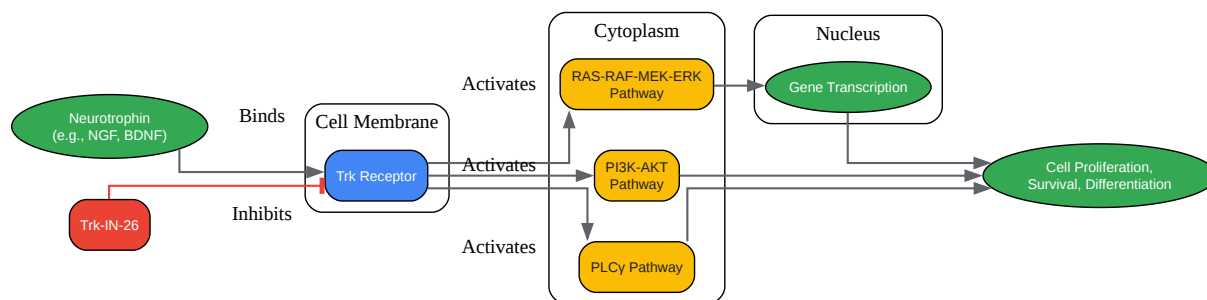 Neurotrophin
(e.g., NGF, BDNF)
Trk-IN-26
Binds
Inhibits
Cell Membrane
Trk Receptor
Activates
Activates
Activates
Cytoplasm
RAS-RAF-MEK-ERK
Pathway
PI3K-AKT
Pathway
PLCγ Pathway
Nucleus
Gene Transcription
Cell Proliferation,
Survival, Differentiation